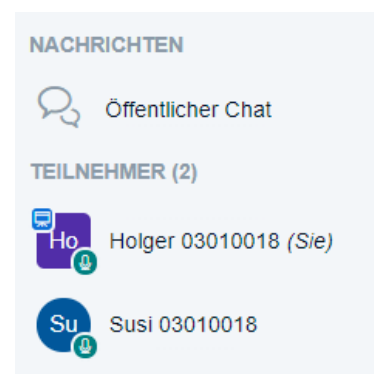 NACHRICHTEN
Öffentlicher Chat
TEILNEHMER (2)
Ho Holger 03010018 (Sie)
Su Susi 03010018